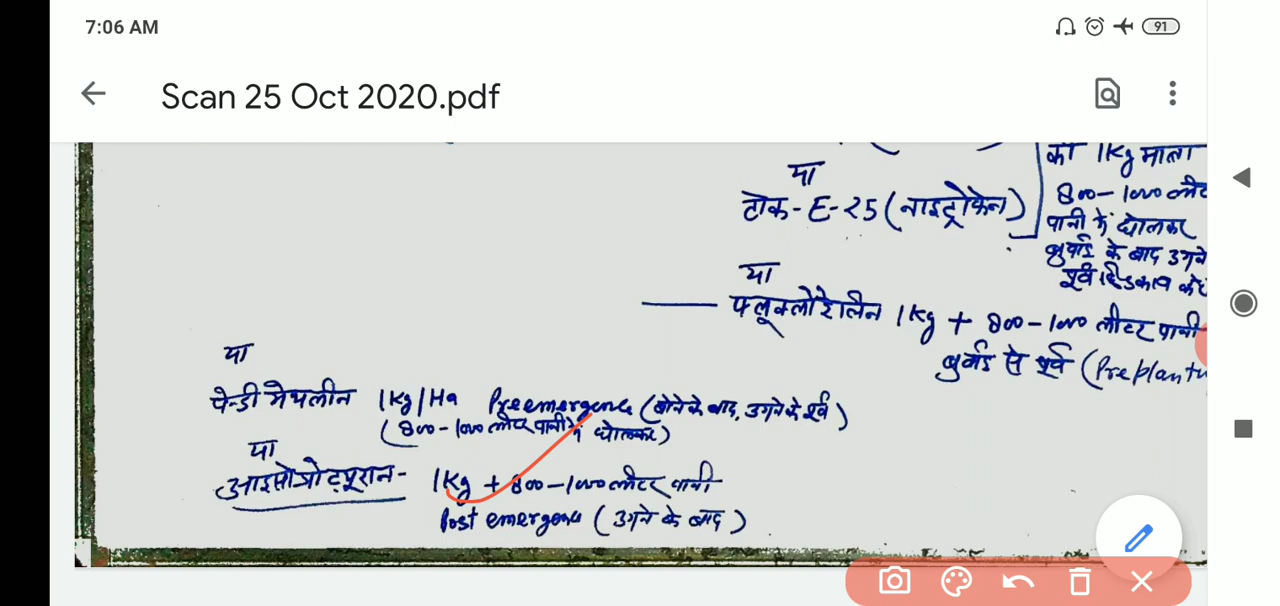 7:06 AM
91
Scan 25 Oct 2020.pdf
की 1Kg मात्रा
या
800-1000 लीट
टोक-E-25 (नाइट्रोफेन)
पानी में घोलकर
बुवाई के बाद उगने
पूर्व छिडकाव करे
या
फ्लूक्लोरेलिन 1Kg + 800-1000 लीटर पानी
बुवाई से पूर्व (Preplant
या
पेन्डीमेथलीन 1Kg/Ha Preemergence (बोने के बाद, उगने के पूर्व)
(800-1000 लीटर पानी में घोलकर)
या
आइसोप्रोट्यूरान- 1Kg + 800-1000 लीटर पानी
Post emergence (उगने के बाद)